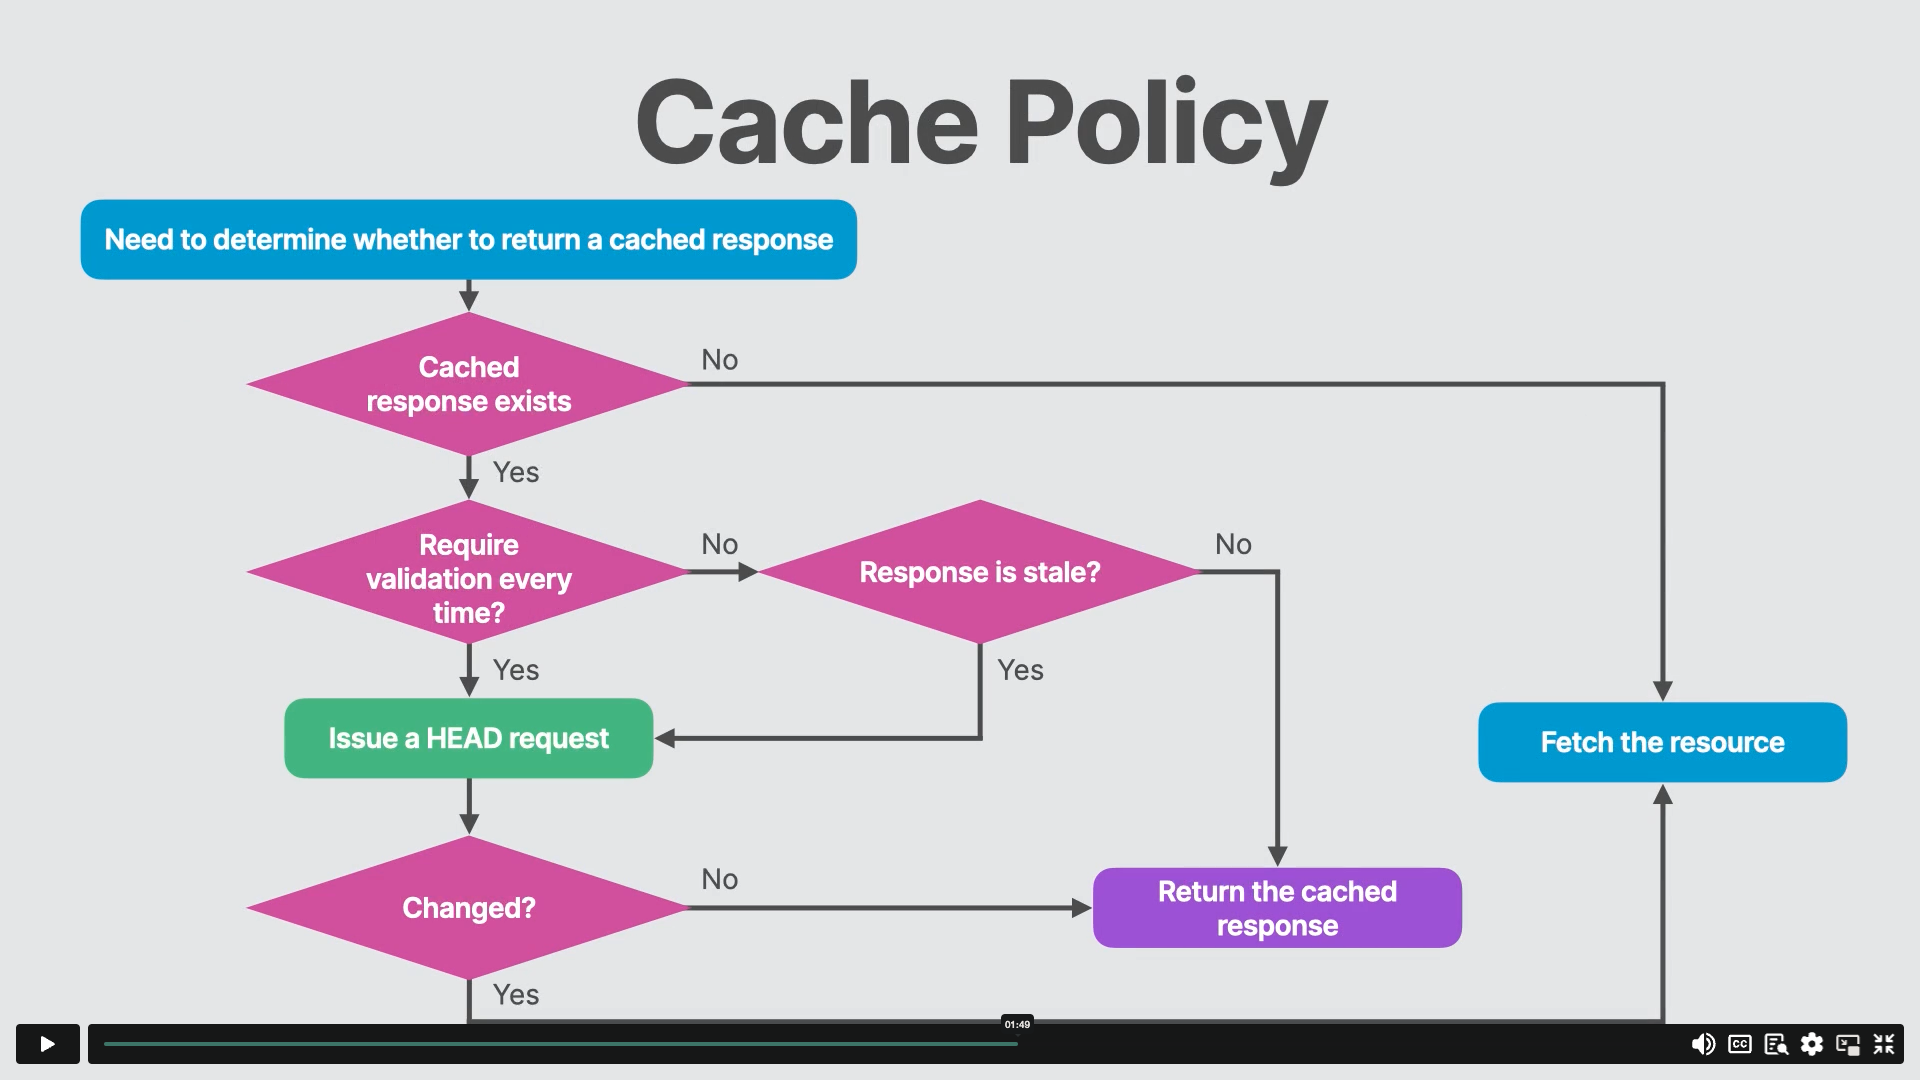 Cache Policy
Need to determine whether to return a cached response
Cached
response exists
No
Yes
Require
validation every
time?
No
Response is stale?
No
Yes
Yes
Issue a HEAD request
Fetch the resource
Changed?
No
Return the cached
response
Yes
01:49
CC